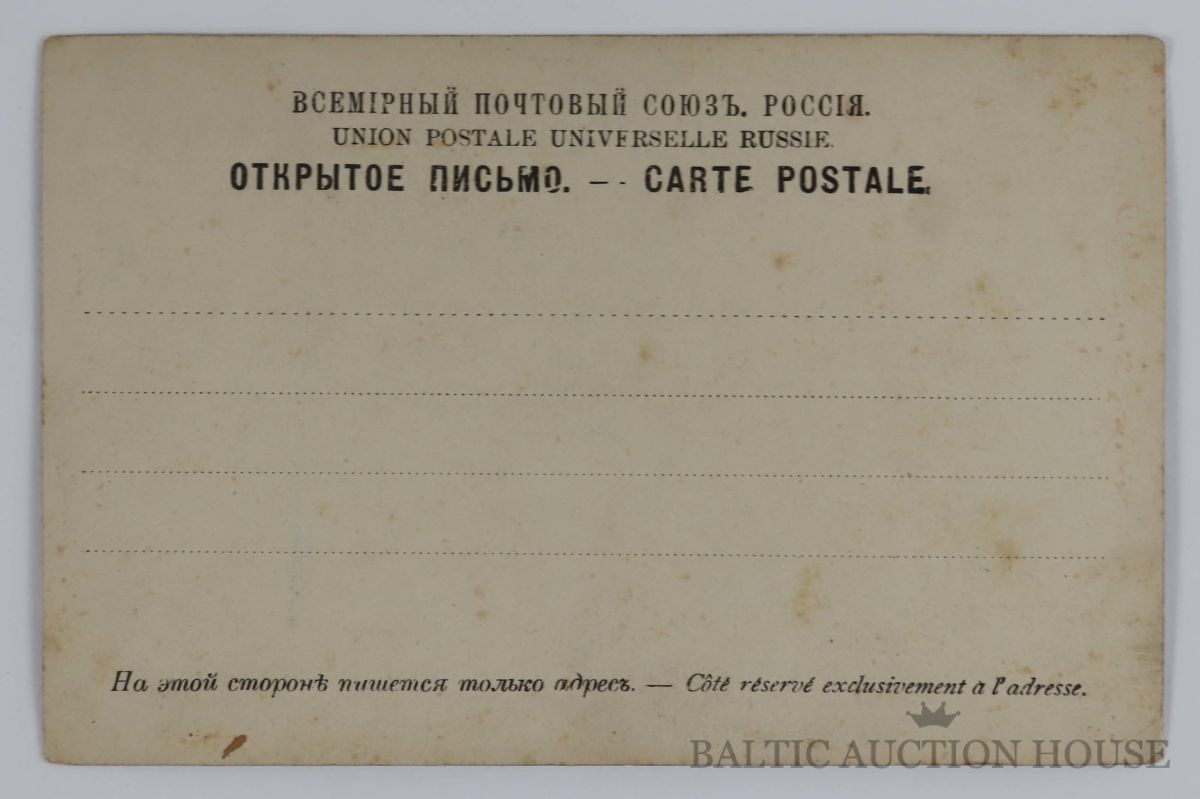 ВСЕМІРНЫЙ ПОЧТОВЫЙ СОЮЗЪ. РОССІЯ.
UNION POSTALE UNIVERSELLE RUSSIE.
ОТКРЫТОЕ ПИСЬМО. — CARTE POSTALE.
На этой сторонѣ пишется только адресъ. — Côté réservé exclusivement à l'adresse.
BALTIC AUCTION HOUSE